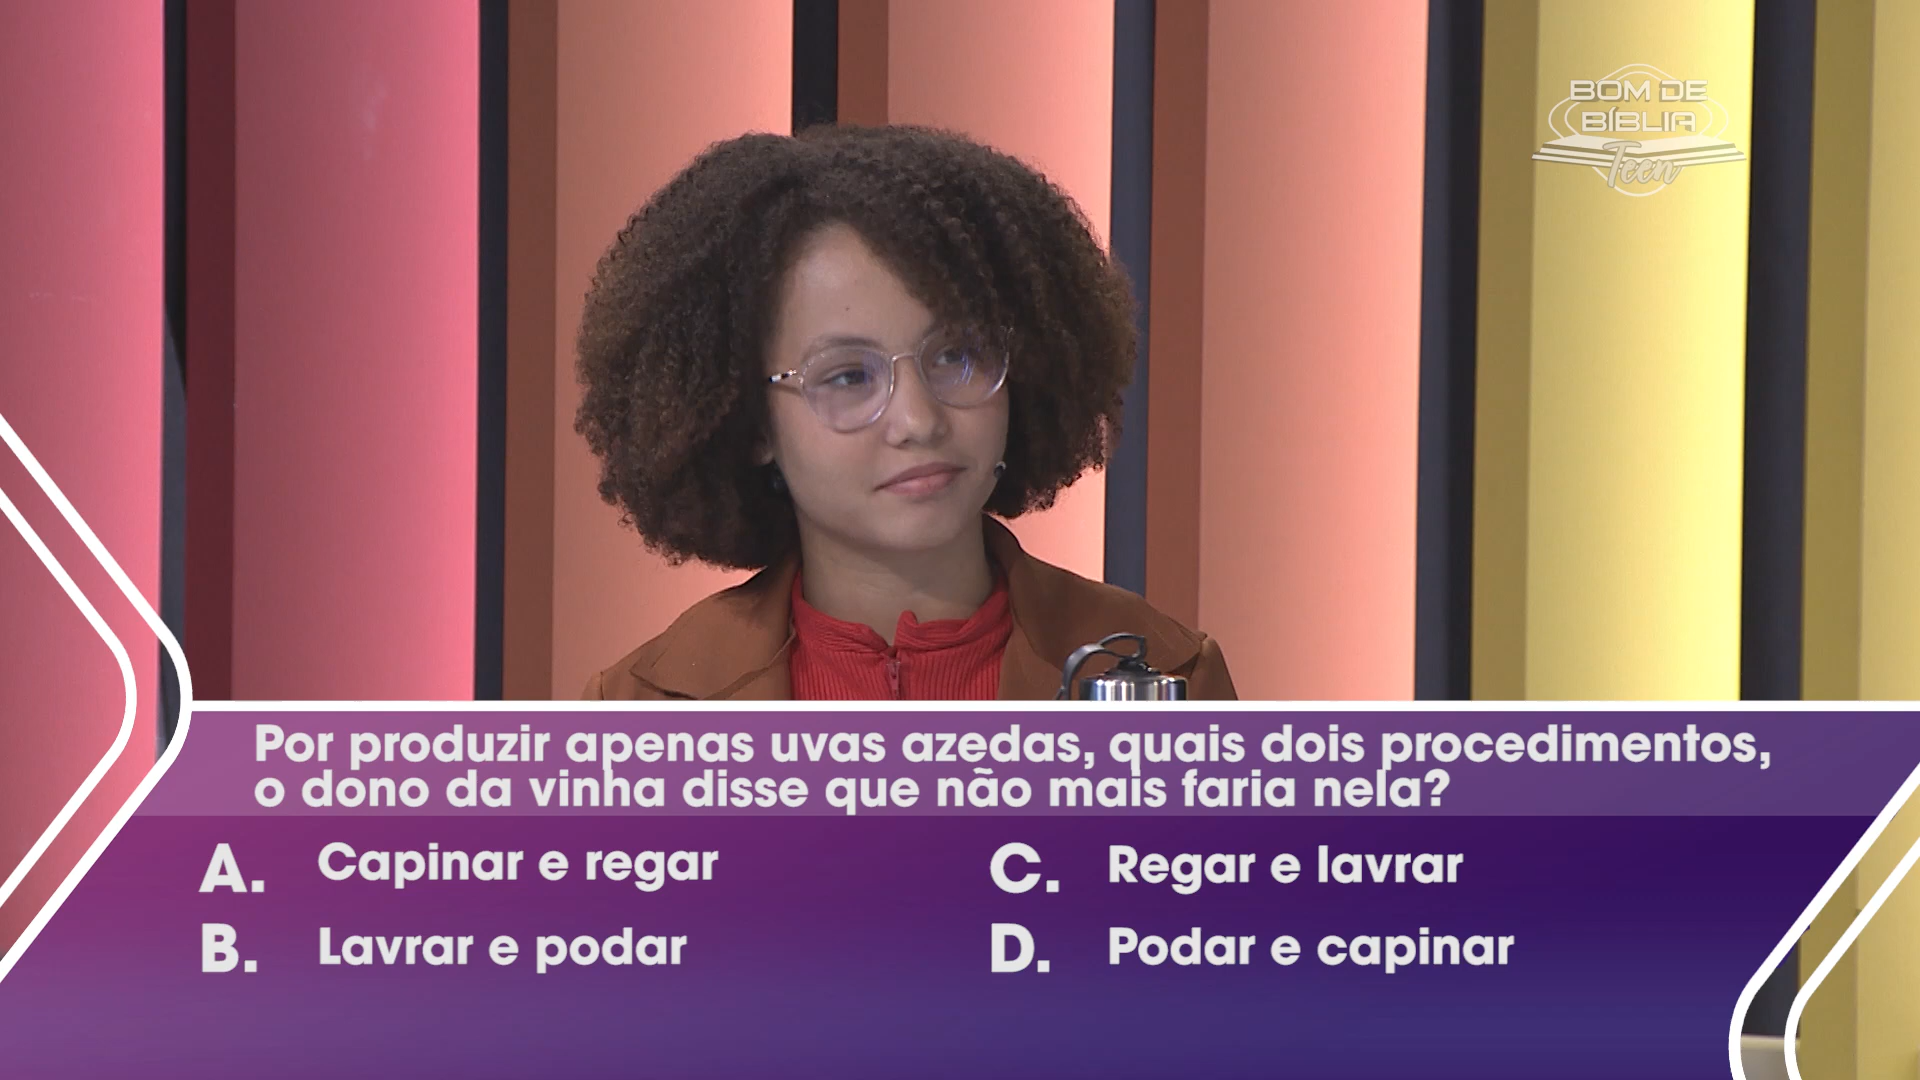 BOM DE
BÍBLIA
Teen
Por produzir apenas uvas azedas, quais dois procedimentos,
o dono da vinha disse que não mais faria nela?
A. Capinar e regar
C. Regar e lavrar
B. Lavrar e podar
D. Podar e capinar